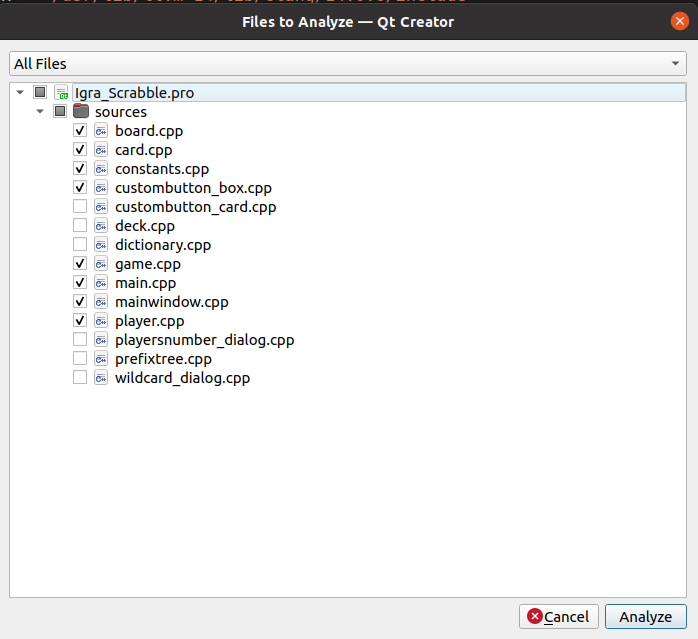 Files to Analyze — Qt Creator
All Files
Igra_Scrabble.pro
sources
board.cpp
card.cpp
constants.cpp
custombutton_box.cpp
custombutton_card.cpp
deck.cpp
dictionary.cpp
game.cpp
main.cpp
mainwindow.cpp
player.cpp
playersnumber_dialog.cpp
prefixtree.cpp
wildcard_dialog.cpp
Cancel
Analyze